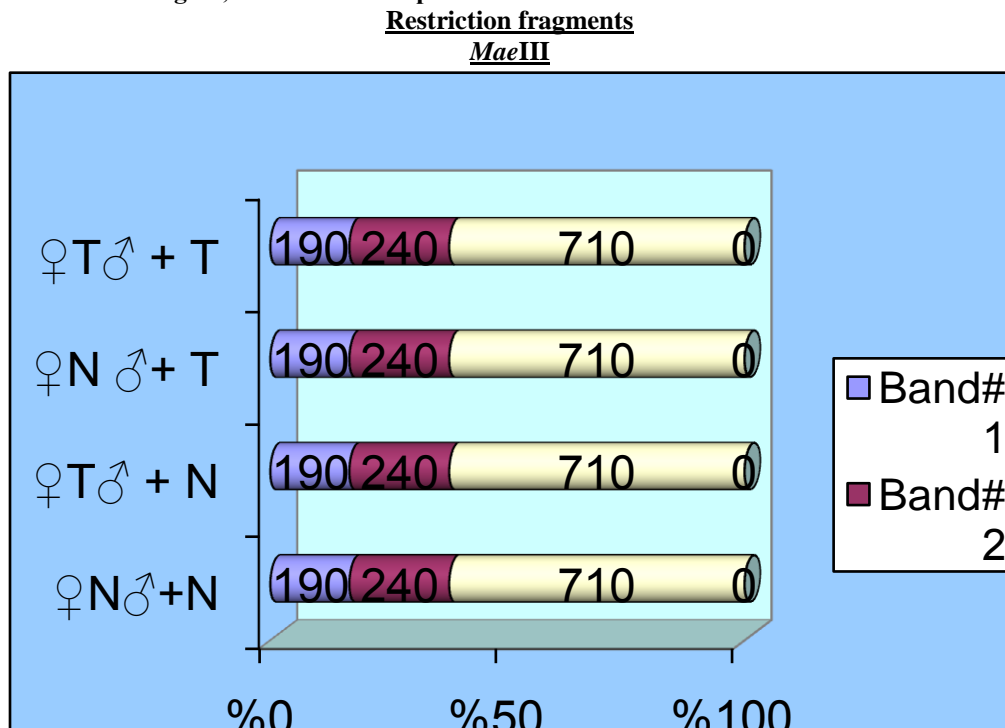 Restriction fragments
MaeIII
♀T♂ + T
190 240 710 0
♀N ♂+ T
190 240 710 0
♀T♂ + N
190 240 710 0
♀N♂+N
190 240 710 0
%0 %50 %100
Band#
1
Band#
2